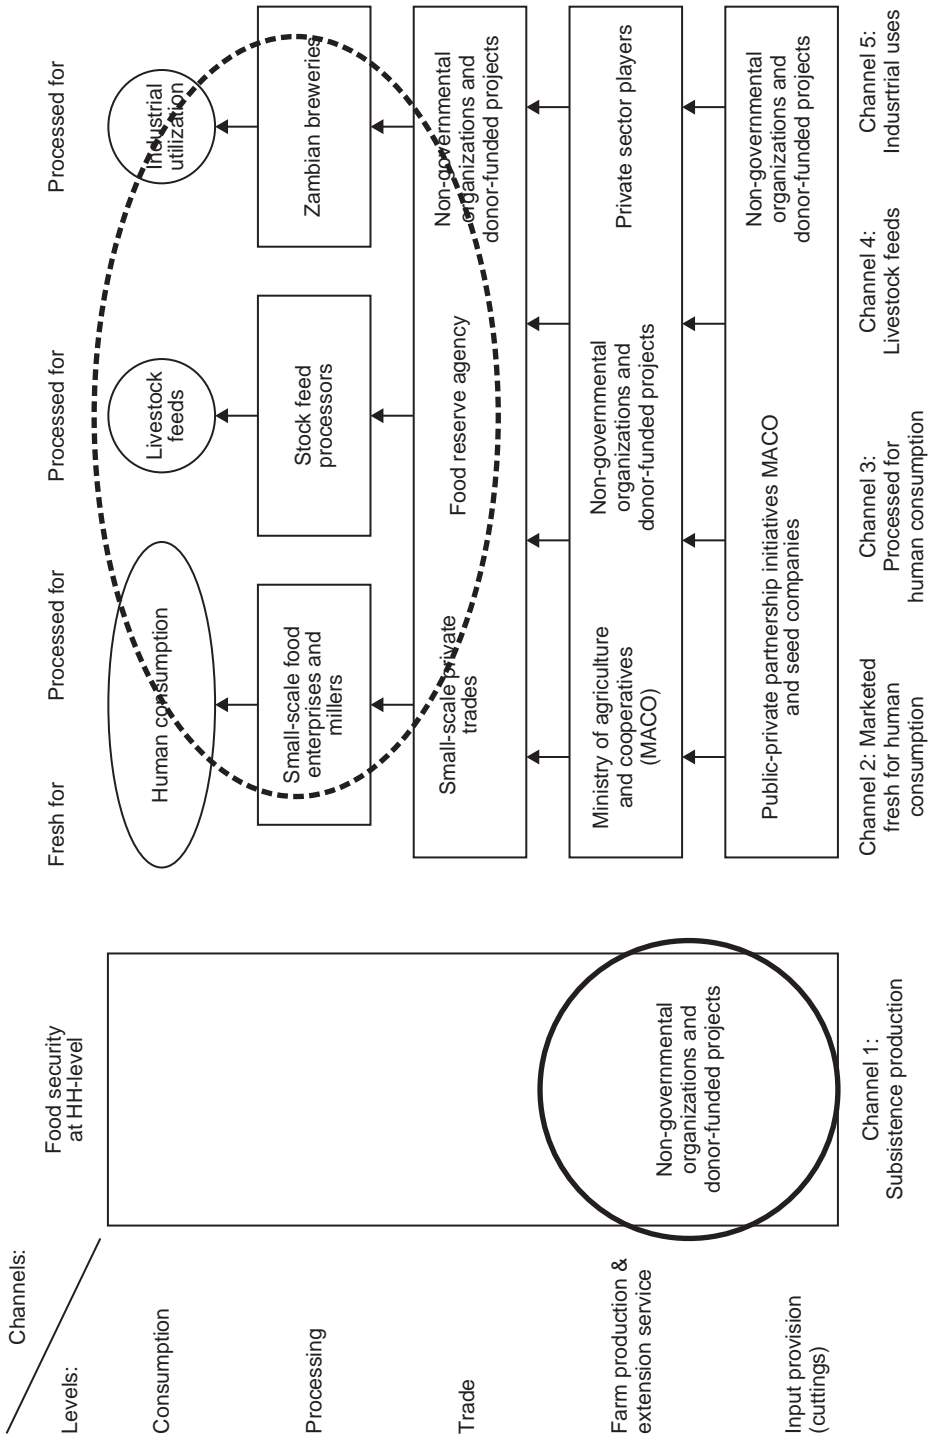 Channels:
Levels:
Food security
at HH-level
Fresh for
Processed for
Processed for
Processed for
Consumption
Human consumption
Livestock
feeds
Industrial
utilization
Processing
Small-scale food
enterprises and
millers
Stock feed
processors
Zambian breweries
Trade
Small-scale private
trades
Food reserve agency
Non-governmental
organizations and
donor-funded projects
Farm production &
extension service
Ministry of agriculture
and cooperatives
(MACO)
Non-governmental
organizations and
donor-funded projects
Private sector players
Non-governmental
organizations and
donor-funded projects
Input provision
(cuttings)
Public-private partnership initiatives MACO
and seed companies
Non-governmental
organizations and
donor-funded projects
Channel 1:
Subsistence production
Channel 2: Marketed
fresh for human
consumption
Channel 3:
Processed for
human consumption
Channel 4:
Livestock feeds
Channel 5:
Indusrtrial uses